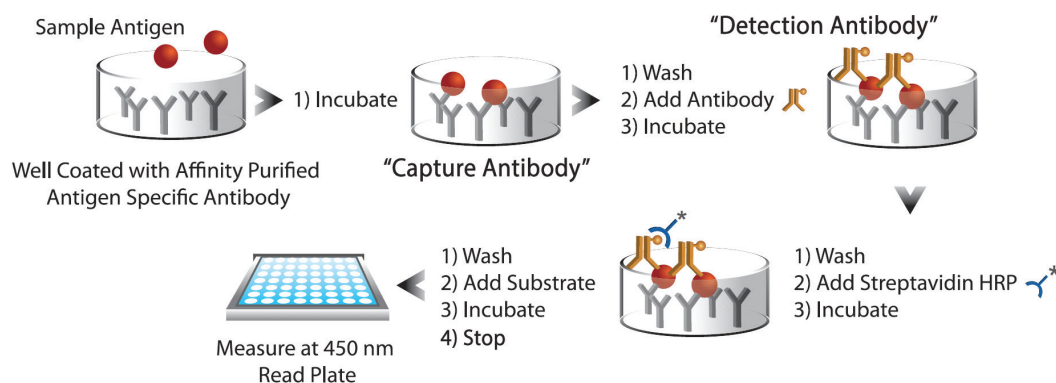 Sample Antigen
Well Coated with Affinity Purified
Antigen Specific Antibody
1) Incubate
"Capture Antibody"
1) Wash
2) Add Antibody
3) Incubate
"Detection Antibody"
1) Wash
2) Add Streptavidin HRP
3) Incubate
*
*
1) Wash
2) Add Substrate
3) Incubate
4) Stop
Measure at 450 nm
Read Plate